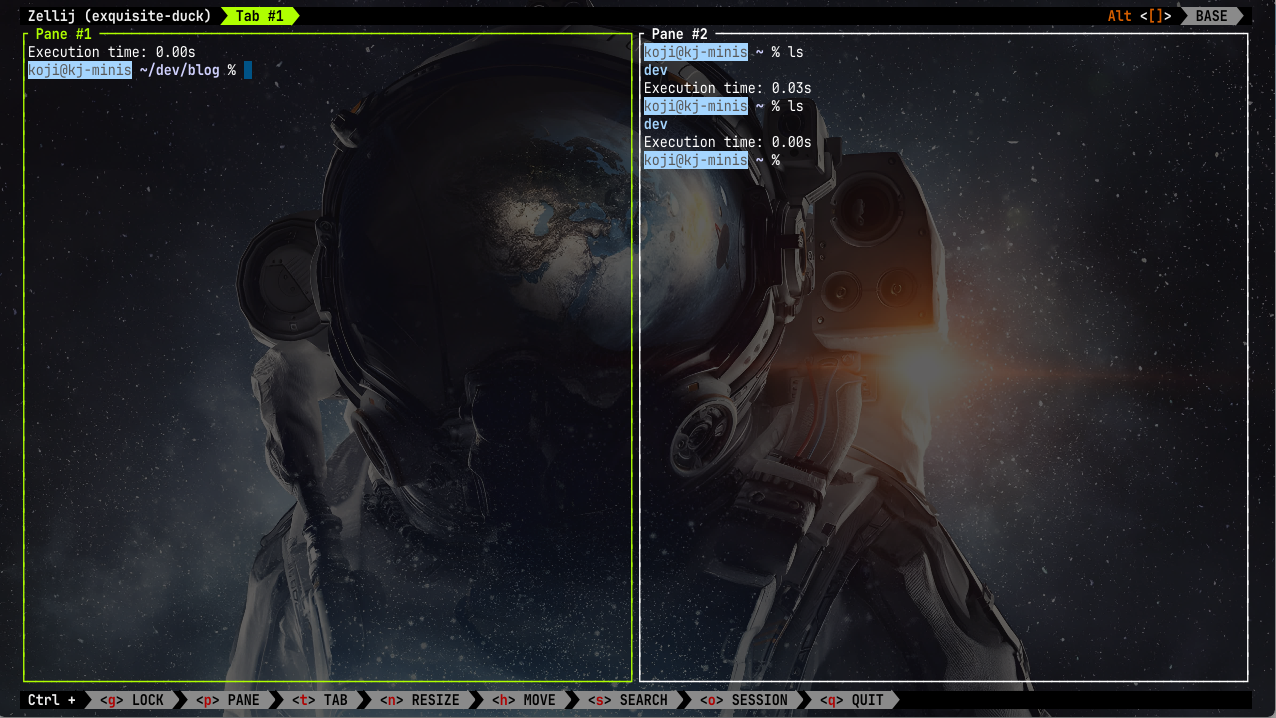 Zellij (exquisite-duck) Tab #1 Alt <[]> BASE
Pane #1
Execution time: 0.00s
koji@kj-minis ~/dev/blog %
Pane #2
koji@kj-minis ~ % ls
dev
Execution time: 0.03s
koji@kj-minis ~ % ls
dev
Execution time: 0.00s
koji@kj-minis ~ %
Ctrl + <g> LOCK <p> PANE <t> TAB <n> RESIZE <h> MOVE <s> SEARCH <o> SESSION <q> QUIT